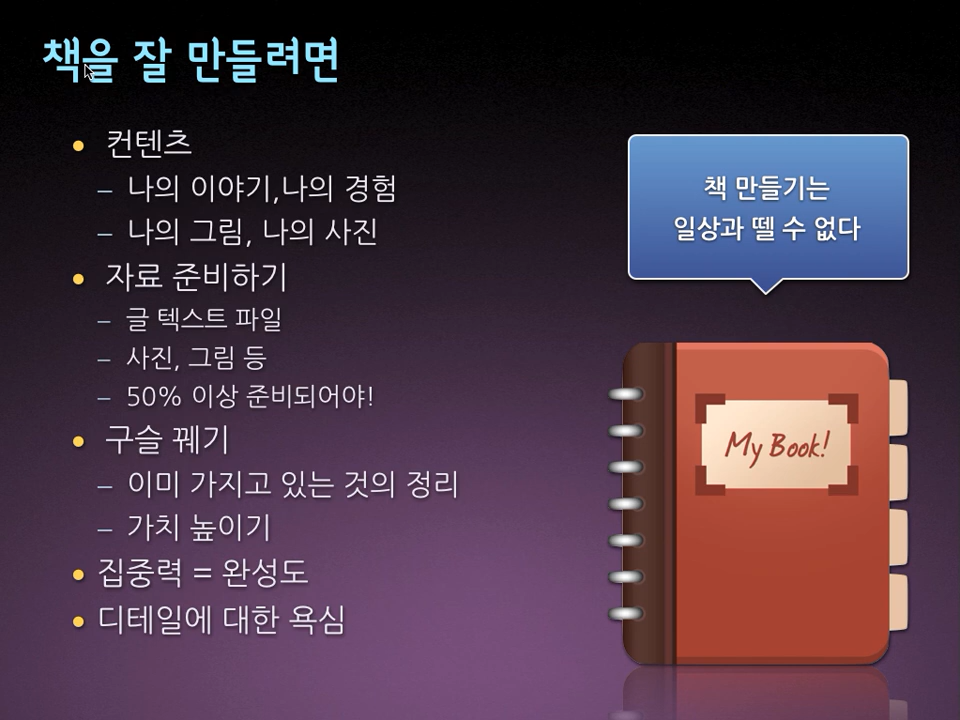 책을 잘 만들려면
• 컨텐츠
– 나의 이야기,나의 경험
– 나의 그림, 나의 사진
• 자료 준비하기
– 글 텍스트 파일
– 사진, 그림 등
– 50% 이상 준비되어야!
• 구슬 꿰기
– 이미 가지고 있는 것의 정리
– 가치 높이기
• 집중력 = 완성도
• 디테일에 대한 욕심
책 만들기는
일상과 뗄 수 없다
My Book!